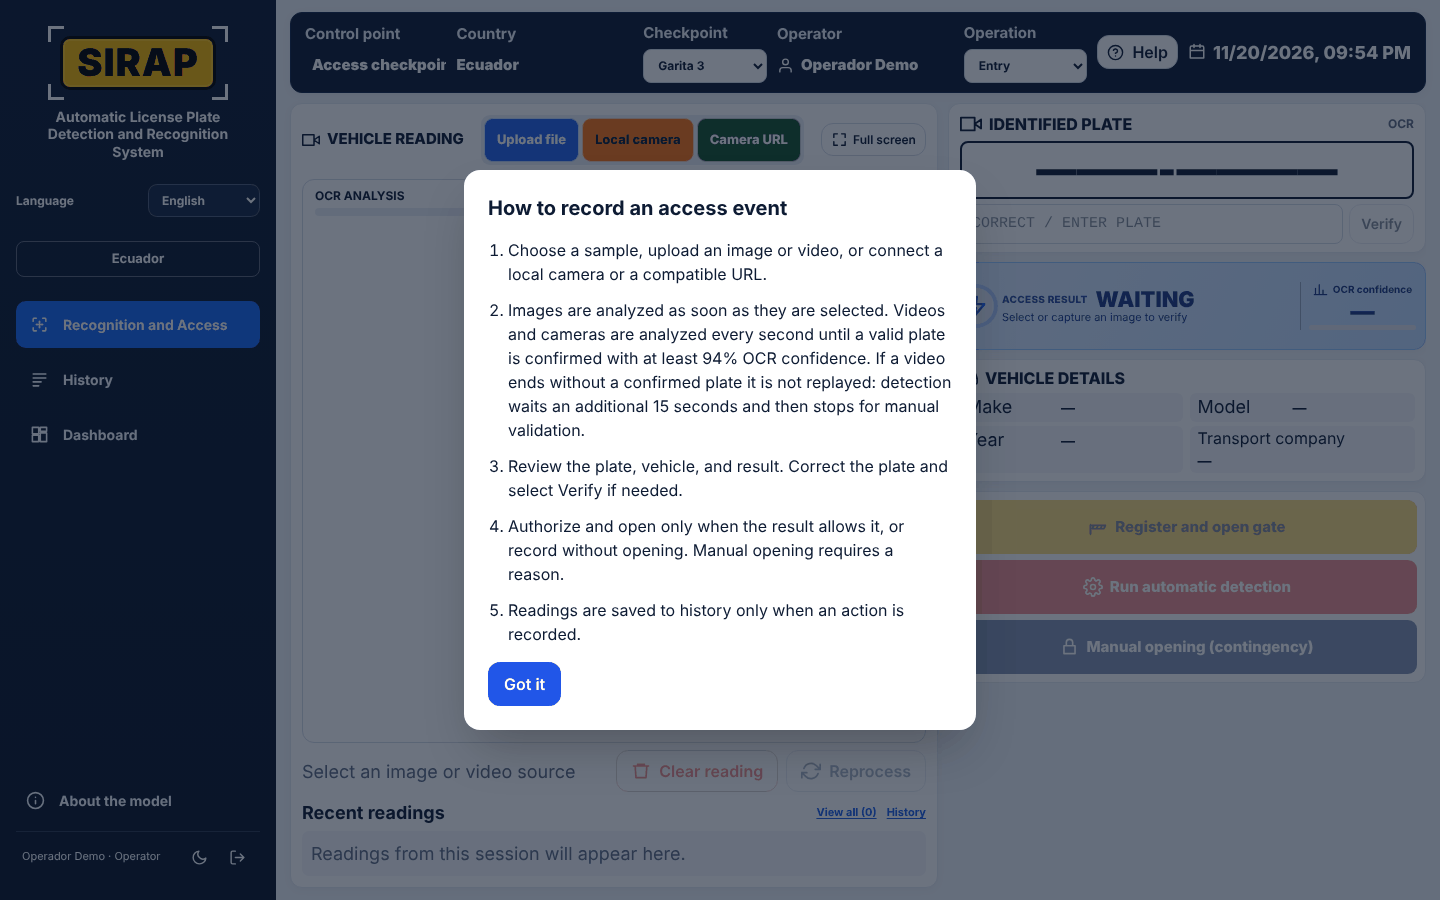 SIRAP
Automatic License Plate
Detection and Recognition
System
Language
English
Ecuador
Recognition and Access
History
Dashboard
About the model
Operador Demo · Operator
Control point
Access checkpoir
Country
Ecuador
Checkpoint
Garita 3
Operator
Operador Demo
Operation
Entry
Help
11/20/2026, 09:54 PM
VEHICLE READING
Upload file
Local camera
Camera URL
Full screen
OCR ANALYSIS
How to record an access event
1. Choose a sample, upload an image or video, or connect a
local camera or a compatible URL.
2. Images are analyzed as soon as they are selected. Videos
and cameras are analyzed every second until a valid plate
is confirmed with at least 94% OCR confidence. If a video
ends without a confirmed plate it is not replayed: detection
waits an additional 15 seconds and then stops for manual
validation.
3. Review the plate, vehicle, and result. Correct the plate and
select Verify if needed.
4. Authorize and open only when the result allows it, or
record without opening. Manual opening requires a
reason.
5. Readings are saved to history only when an action is
recorded.
Got it
Select an image or video source
Clear reading
Reprocess
Recent readings
View all (0)
History
Readings from this session will appear here.
IDENTIFIED PLATE
OCR
CORRECT / ENTER PLATE
Verify
ACCESS RESULT WAITING
Select or capture an image to verify
OCR confidence
—
VEHICLE DETAILS
Make —
Model —
Year —
Transport company
—
Register and open gate
Run automatic detection
Manual opening (contingency)